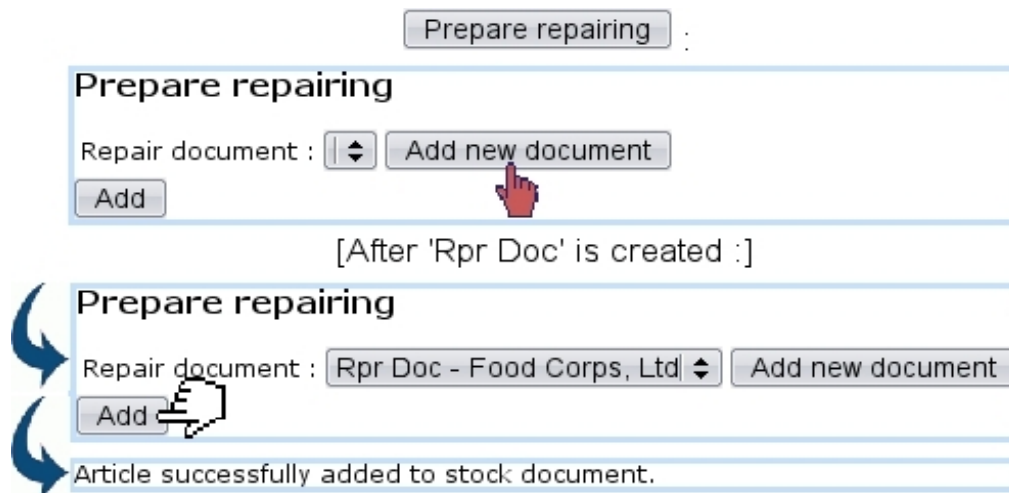 Prepare repairing :
Prepare repairing
Repair document : Add new document
Add
[After 'Rpr Doc' is created :]
Prepare repairing
Repair document : Rpr Doc - Food Corps, Ltd Add new document
Add
Article successfully added to stock document.